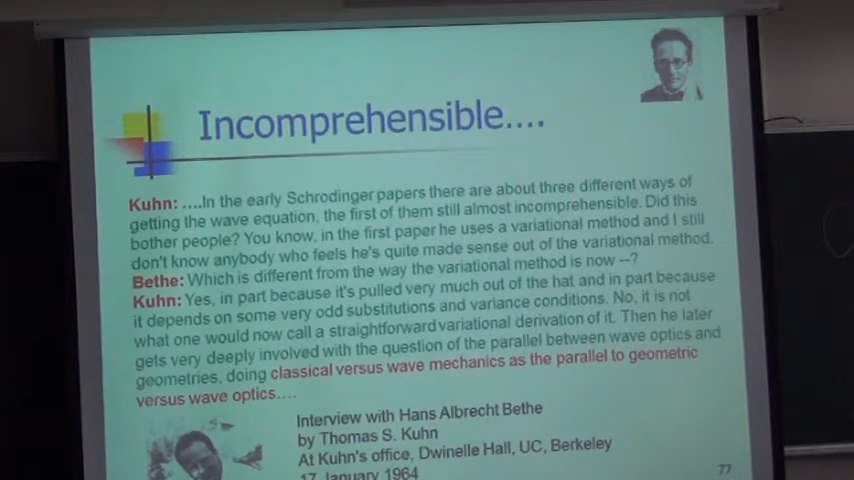 Incomprehensible....
Kuhn: ....In the early Schrodinger papers there are about three different ways of
getting the wave equation, the first of them still almost incomprehensible. Did this
bother people? You know, in the first paper he uses a variational method and I still
don't know anybody who feels he's quite made sense out of the variational method.
Bethe: Which is different from the way the variational method is now --?
Kuhn: Yes, in part because it's pulled very much out of the hat and in part because
it depends on some very odd substitutions and variance conditions. No, it is not
what one would now call a straightforward variational derivation of it. Then he later
gets very deeply involved with the question of the parallel between wave optics and
geometries, doing classical versus wave mechanics as the parallel to geometric
versus wave optics....
Interview with Hans Albrecht Bethe
by Thomas S. Kuhn
At Kuhn's office, Dwinelle Hall, UC, Berkeley
17 January 1964
77